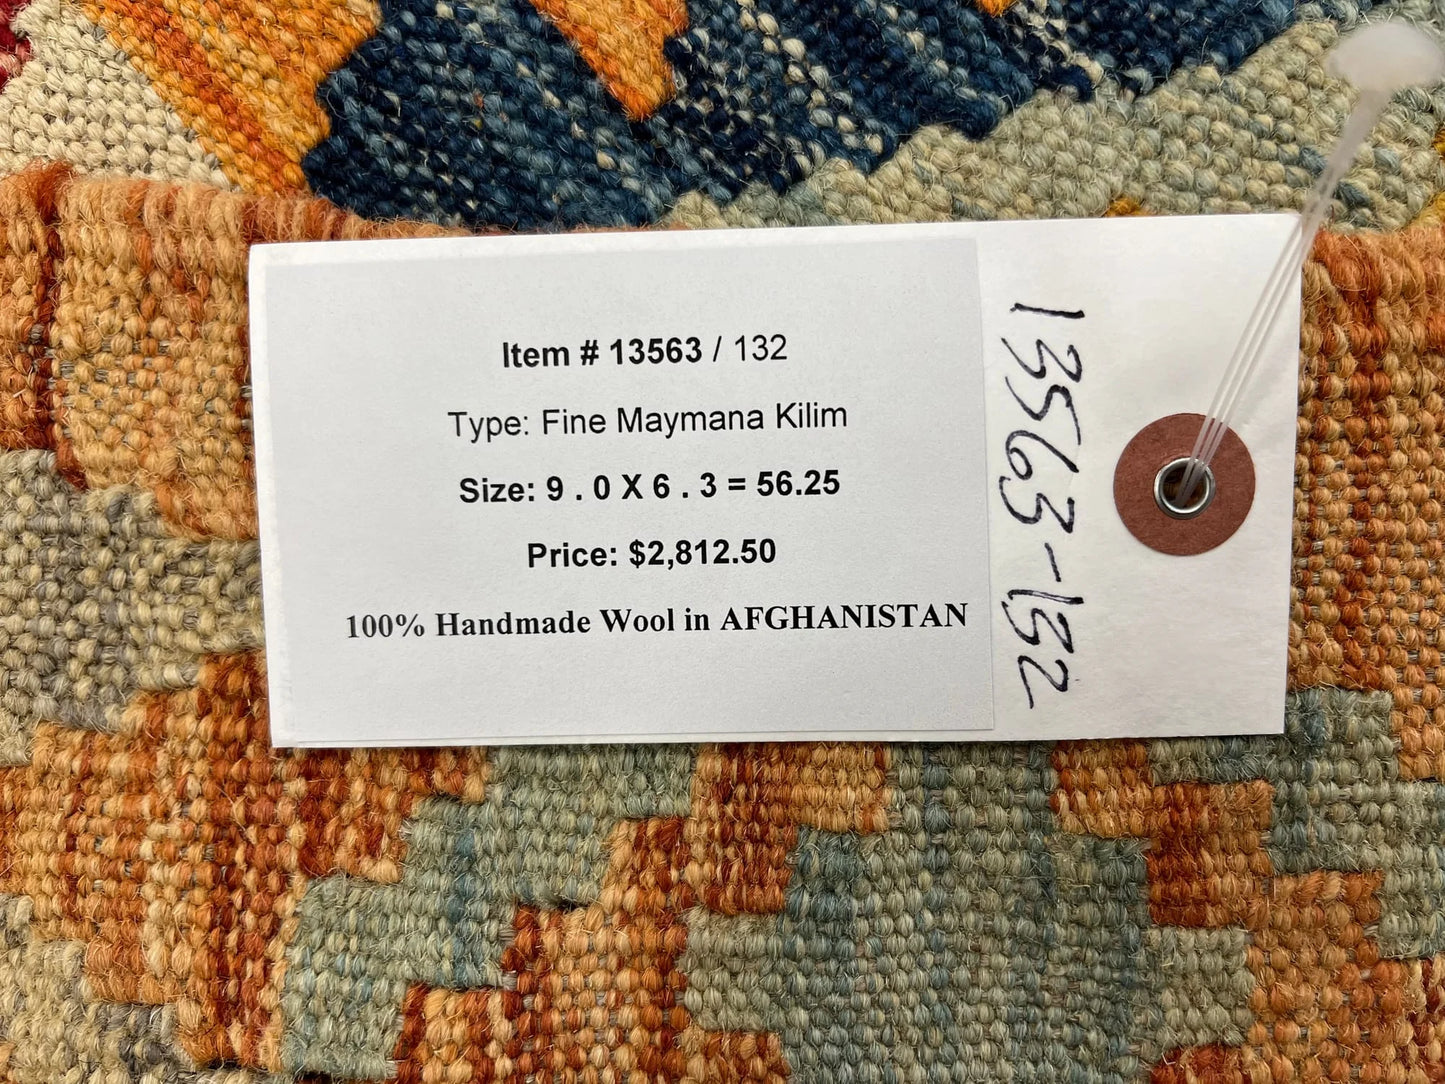 Item # 13563 / 132
Type: Fine Maymana Kilim
Size: 9 . 0 X 6 . 3 = 56.25
Price: $2,812.50
100% Handmade Wool in AFGHANISTAN
13563-132